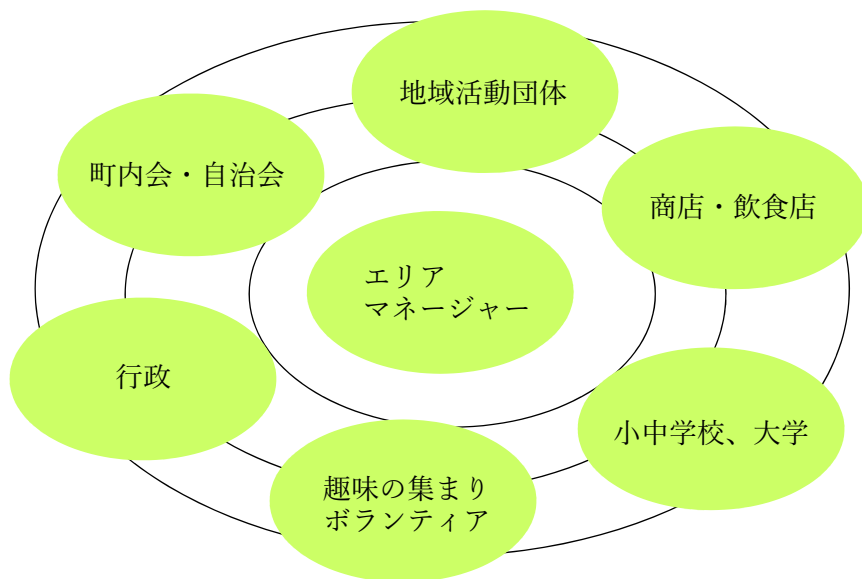 地域活動団体
町内会・自治会
商店・飲食店
エリア
マネージャー
行政
小中学校、大学
趣味の集まり
ボランティア